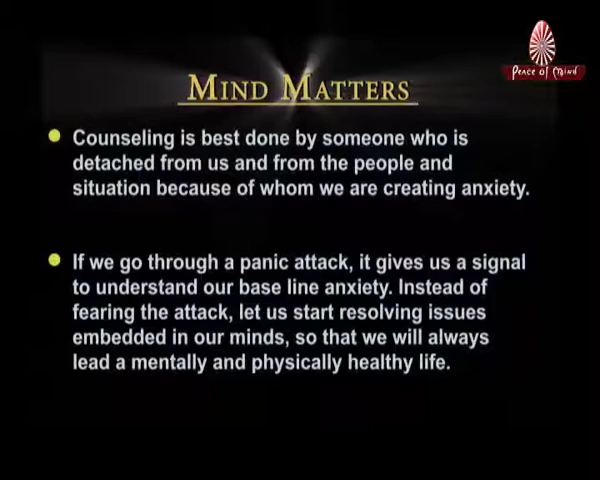 Peace of Mind
MIND MATTERS
Counseling is best done by someone who is
detached from us and from the people and
situation because of whom we are creating anxiety.
If we go through a panic attack, it gives us a signal
to understand our base line anxiety. Instead of
fearing the attack, let us start resolving issues
embedded in our minds, so that we will always
lead a mentally and physically healthy life.